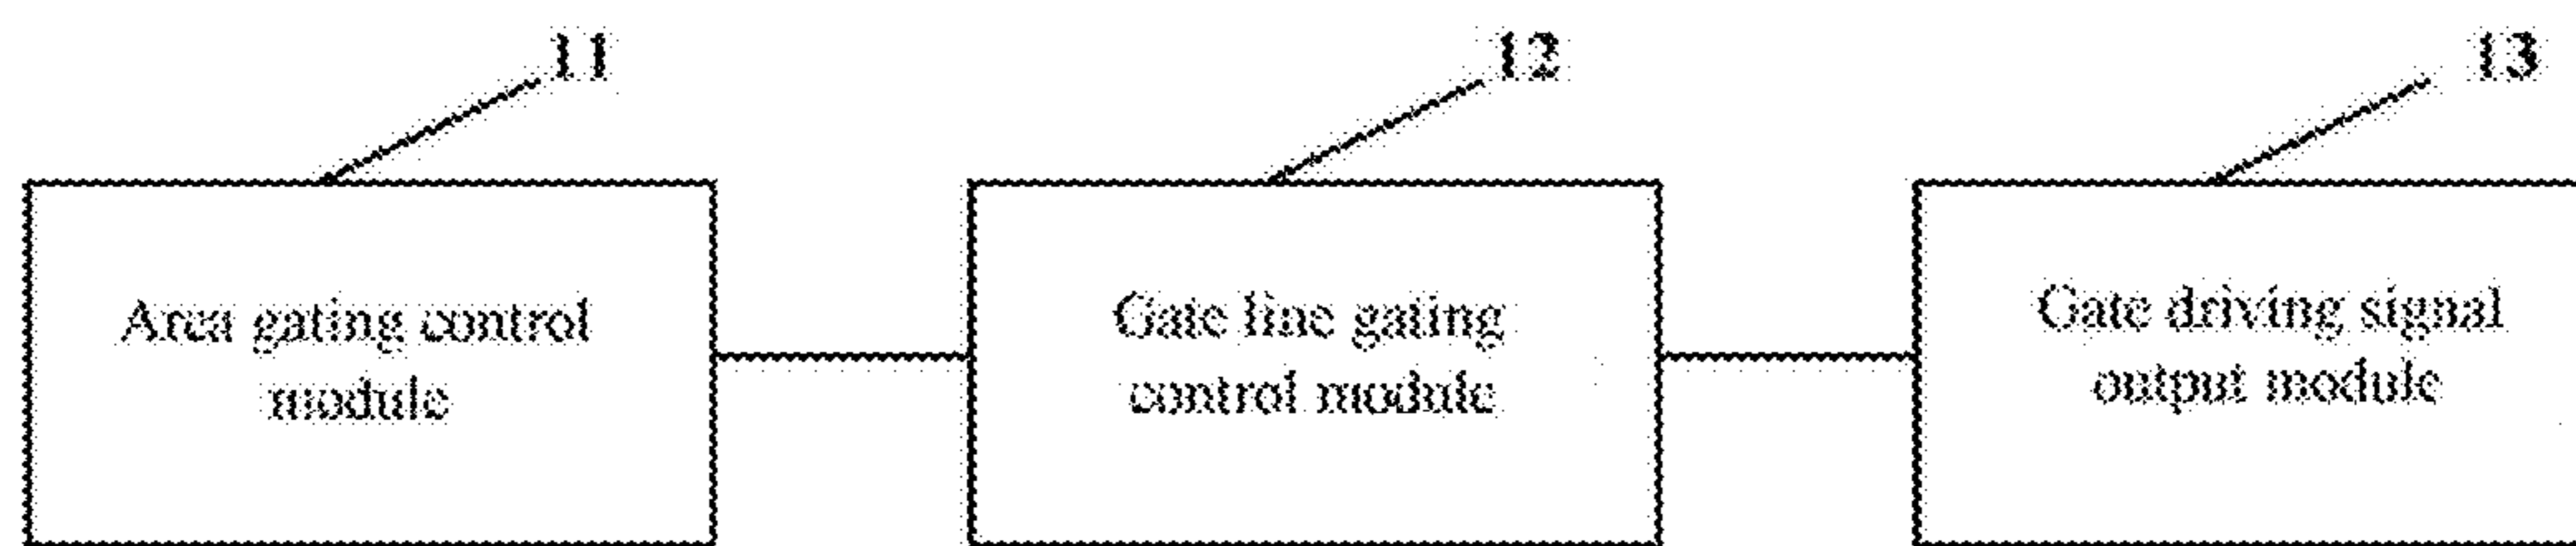 11
12
13
Area gating control
module
Gate line gating
control module
Gate driving signal
output module